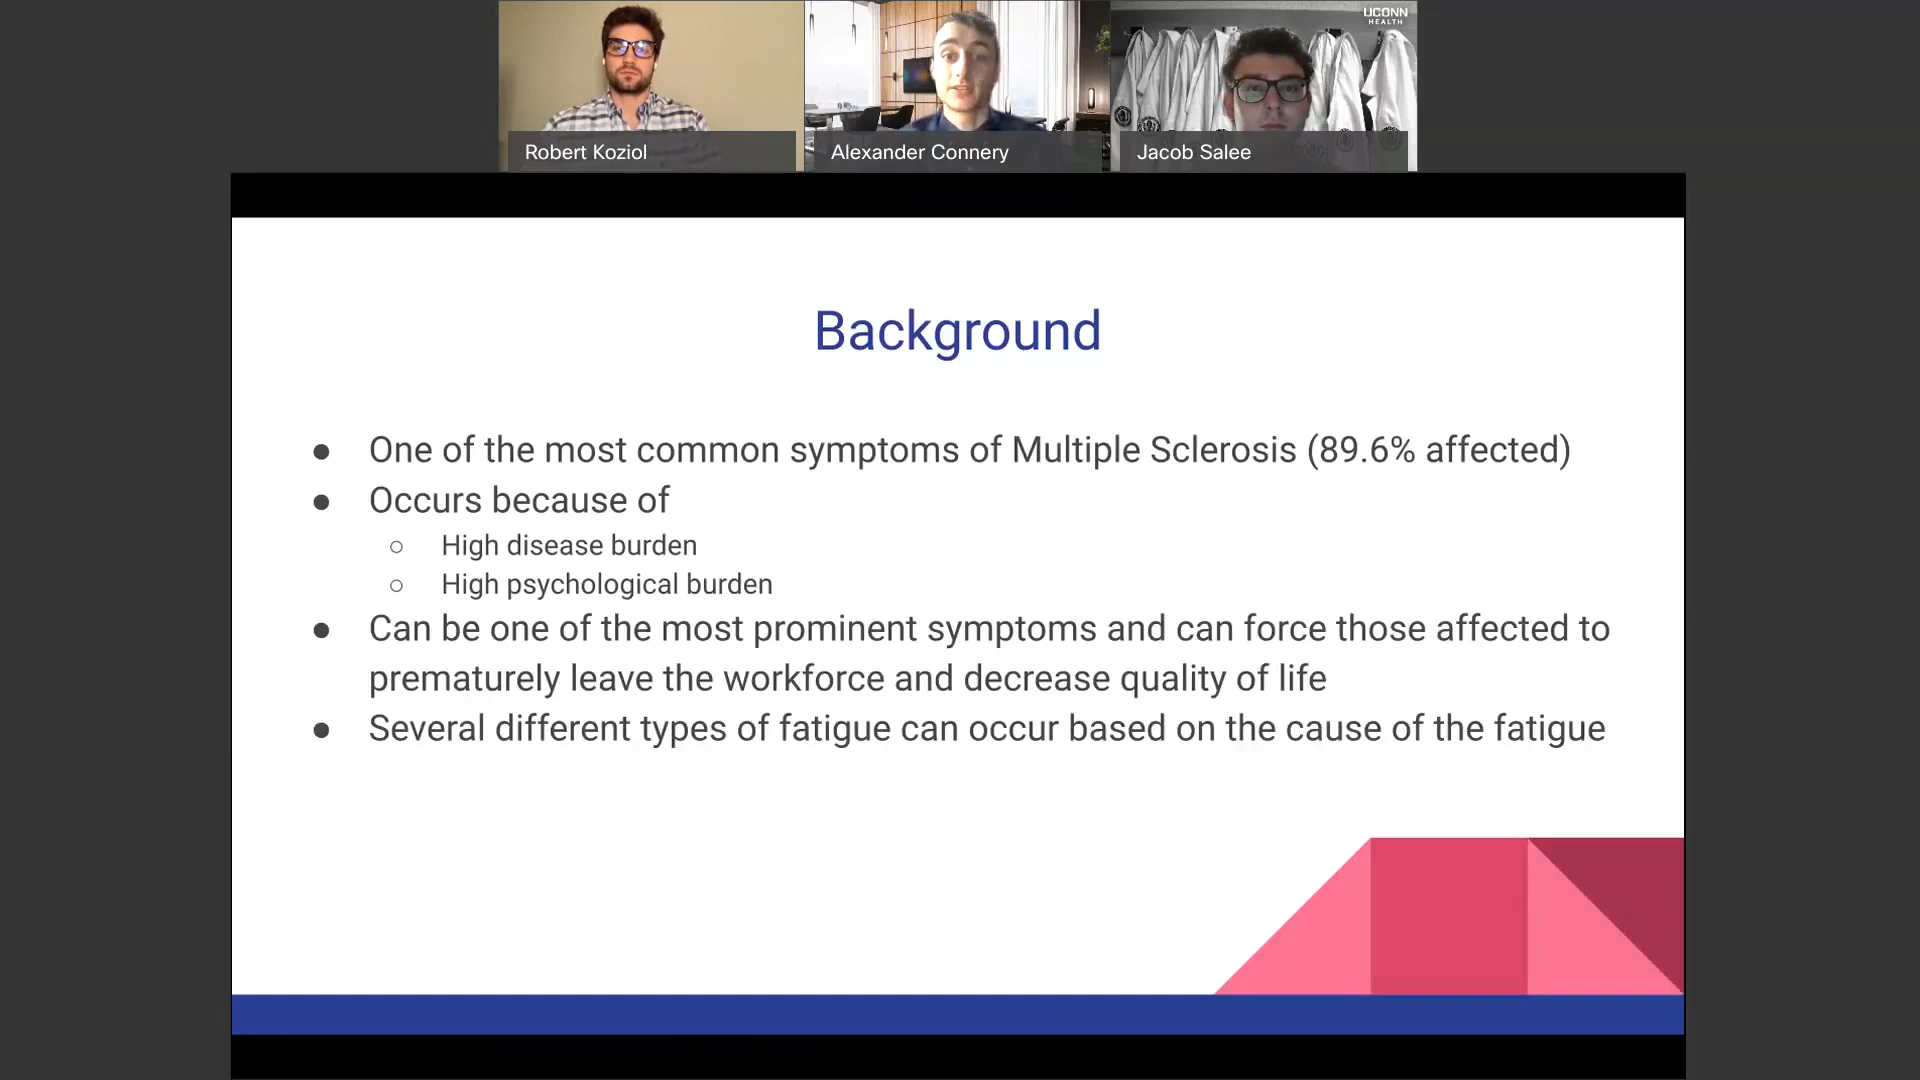 UCONN
HEALTH
Robert Koziol
Alexander Connery
Jacob Salee
Background
● One of the most common symptoms of Multiple Sclerosis (89.6% affected)
● Occurs because of
○ High disease burden
○ High psychological burden
● Can be one of the most prominent symptoms and can force those affected to
prematurely leave the workforce and decrease quality of life
● Several different types of fatigue can occur based on the cause of the fatigue